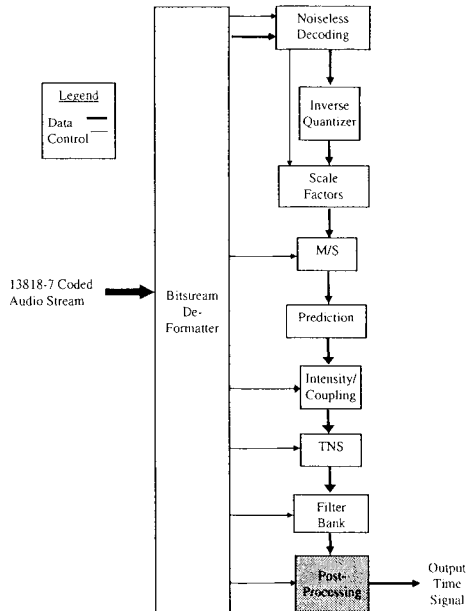 Noiseless
Decoding
Legend
Data
Control
Inverse
Quantizer
Scale
Factors
M/S
13818-7 Coded
Audio Stream
Bitstream
De-
Formatter
Prediction
Intensity/
Coupling
TNS
Filter
Bank
Post-
Processing
Output
Time
Signal